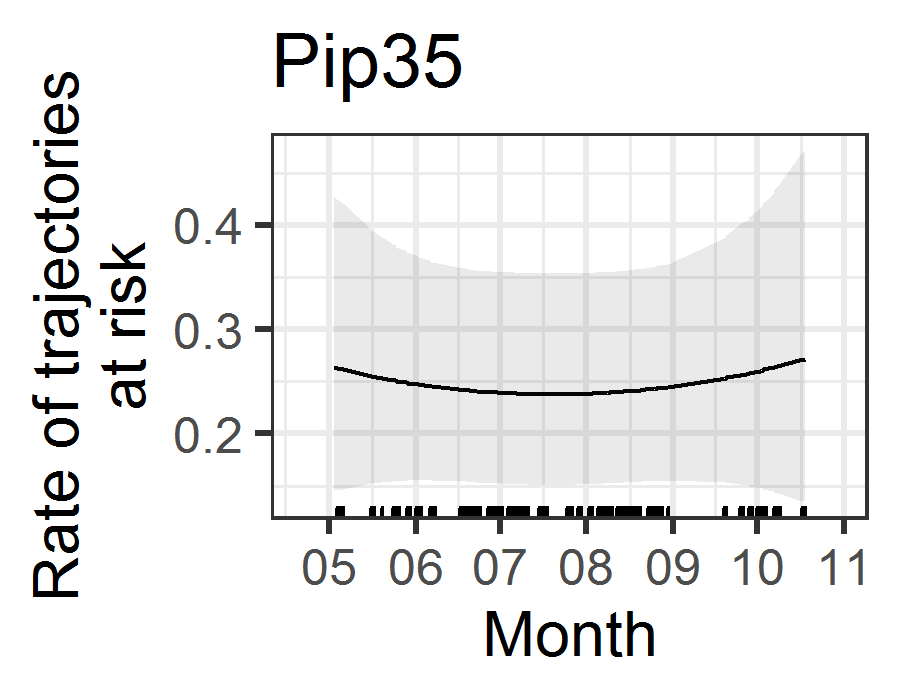 Pip35
Rate of trajectories
at risk
0.4
0.3
0.2
05 06 07 08 09 10 11
Month